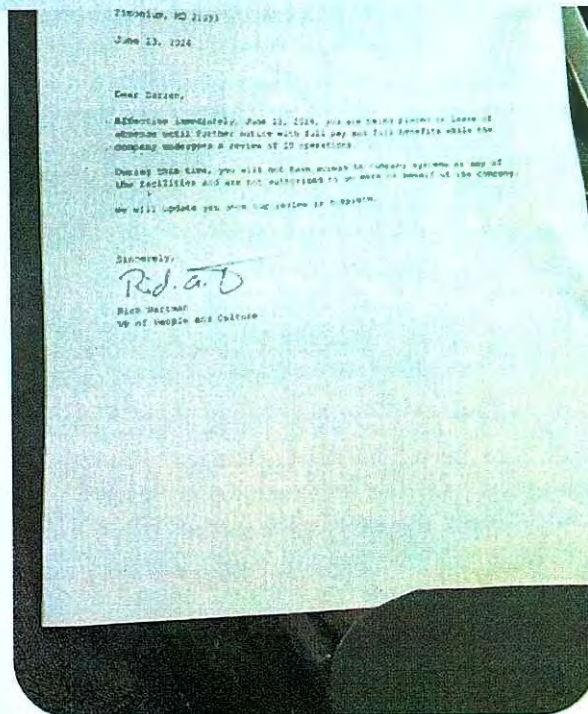 Timonium, MD 21093
June 13, 2024
Dear Darren,
Effective immediately, June 13, 2024, you are being placed on leave of
absence until further notice with full pay and full benefits while the
company undergoes a review of operations.
During this time, you will not have access to company systems or any of
the facilities and are not authorized to do work on behalf of the company.
We will update you once our review is complete.
Sincerely,
Rich Hartman
VP of People and Culture